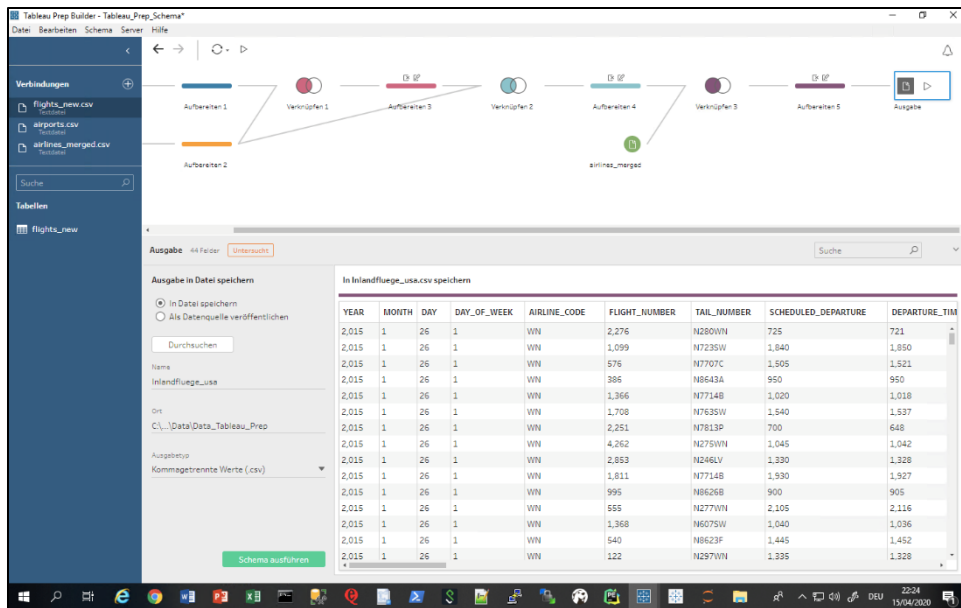 Tableau Prep Builder - Tableau_Prep_Schema*
Datei Bearbeiten Schema Server Hilfe
Verbindungen
flights_new.csv
Textdatei
airports.csv
Textdatei
airlines_merged.csv
Textdatei
Suche
Tabellen
flights_new
Aufbereiten 1
Verknüpfen 1
Aufbereiten 3
Verknüpfen 2
Aufbereiten 4
Verknüpfen 3
Aufbereiten 5
Ausgabe
Aufbereiten 2
airlines_merged
Ausgabe 44 Felder Untersucht
Suche
Ausgabe in Datei speichern
In Datei speichern
Als Datenquelle veröffentlichen
Durchsuchen
Name
Inlandfluege_usa
Ort
C:\...\Data\Data_Tableau_Prep
Ausgabetyp
Kommagetrennte Werte (.csv)
Schema ausführen
In Inlandfluege_usa.csv speichern
YEAR MONTH DAY DAY_OF_WEEK AIRLINE_CODE FLIGHT_NUMBER TAIL_NUMBER SCHEDULED_DEPARTURE DEPARTURE_TIM
2,015 1 26 1 WN 2,276 N280WN 725 721
2,015 1 26 1 WN 1,099 N723SW 1,840 1,850
2,015 1 26 1 WN 576 N7707C 1,505 1,521
2,015 1 26 1 WN 386 N8643A 950 950
2,015 1 26 1 WN 1,366 N7714B 1,020 1,018
2,015 1 26 1 WN 1,708 N763SW 1,540 1,537
2,015 1 26 1 WN 2,251 N7813P 700 648
2,015 1 26 1 WN 4,262 N275WN 1,045 1,042
2,015 1 26 1 WN 2,853 N246LV 1,330 1,328
2,015 1 26 1 WN 1,811 N7714B 1,930 1,927
2,015 1 26 1 WN 995 N8626B 900 905
2,015 1 26 1 WN 555 N277WN 2,105 2,116
2,015 1 26 1 WN 1,368 N607SW 1,040 1,036
2,015 1 26 1 WN 540 N8623F 1,445 1,452
2,015 1 26 1 WN 122 N297WN 1,335 1,328
DEU
22:24
15/04/2020